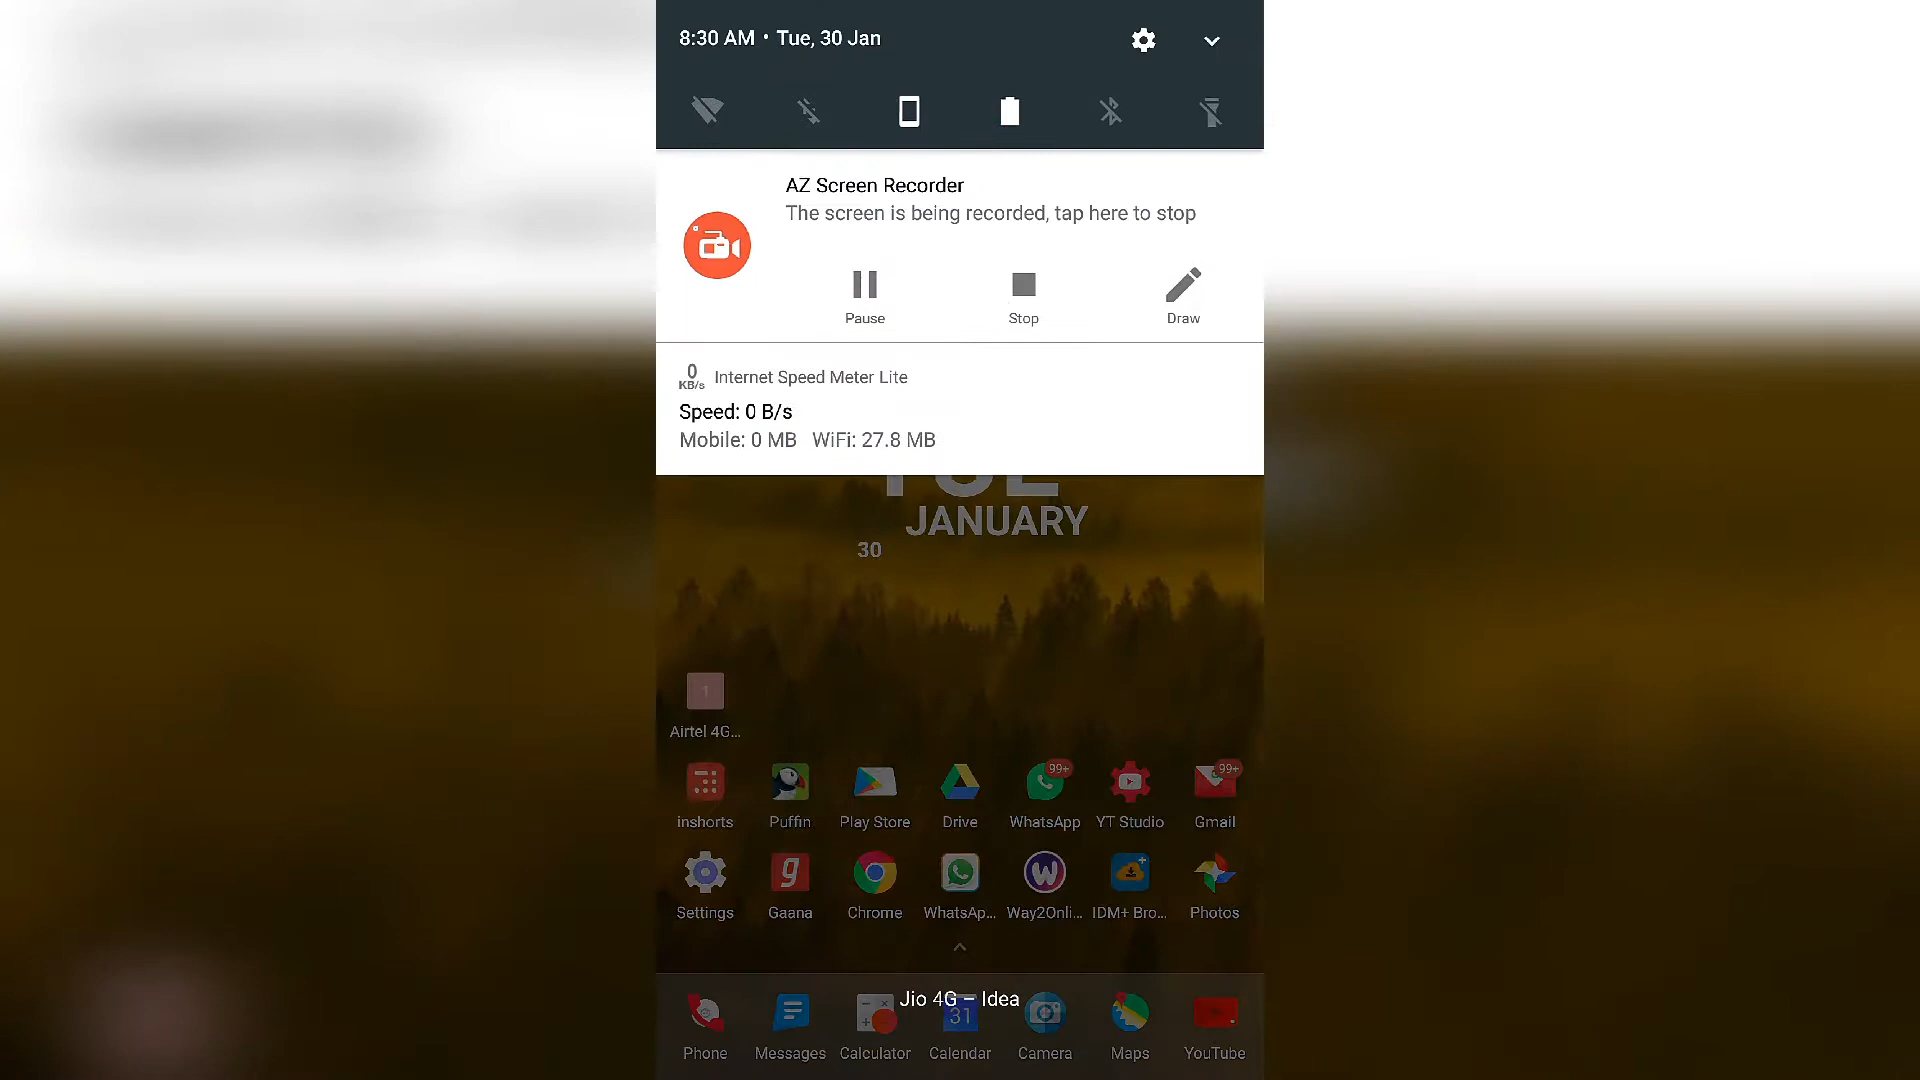 8:30 AM • Tue, 30 Jan
AZ Screen Recorder
The screen is being recorded, tap here to stop
Pause
Stop
Draw
0
KB/s
Internet Speed Meter Lite
Speed: 0 B/s
Mobile: 0 MB WiFi: 27.8 MB
JANUARY
30
1
Airtel 4G...
99+
99+
inshorts
Puffin
Play Store
Drive
WhatsApp
YT Studio
Gmail
Settings
Gaana
Chrome
WhatsAp...
Way2Onli...
IDM+ Bro...
Photos
Jio 4G – Idea
31
Phone
Messages
Calculator
Calendar
Camera
Maps
YouTube